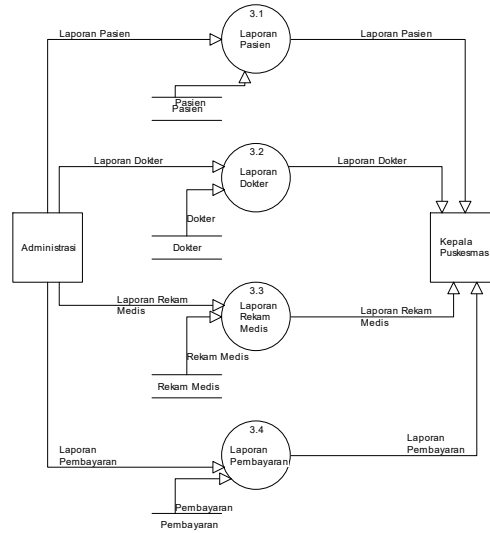 3.1
Laporan Pasien
Laporan
Pasien
Laporan Pasien
Pasien
Pasien
3.2
Laporan Dokter
Laporan
Dokter
Laporan Dokter
Dokter
Dokter
Administrasi
Kepala
Puskesmas
3.3
Laporan Rekam
Medis
Laporan
Rekam
Medis
Laporan Rekam
Medis
Rekam Medis
Rekam Medis
3.4
Laporan
Pembayaran
Laporan
Pembayaran
Laporan
Pembayaran
Pembayaran
Pembayaran